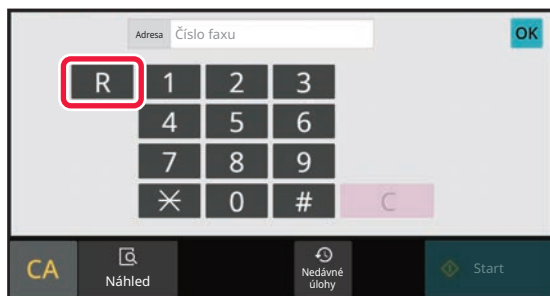 Adresa Číslo faxu OK
R 1 2 3
4 5 6
7 8 9
* 0 # C
CA Náhled Nedávné úlohy Start